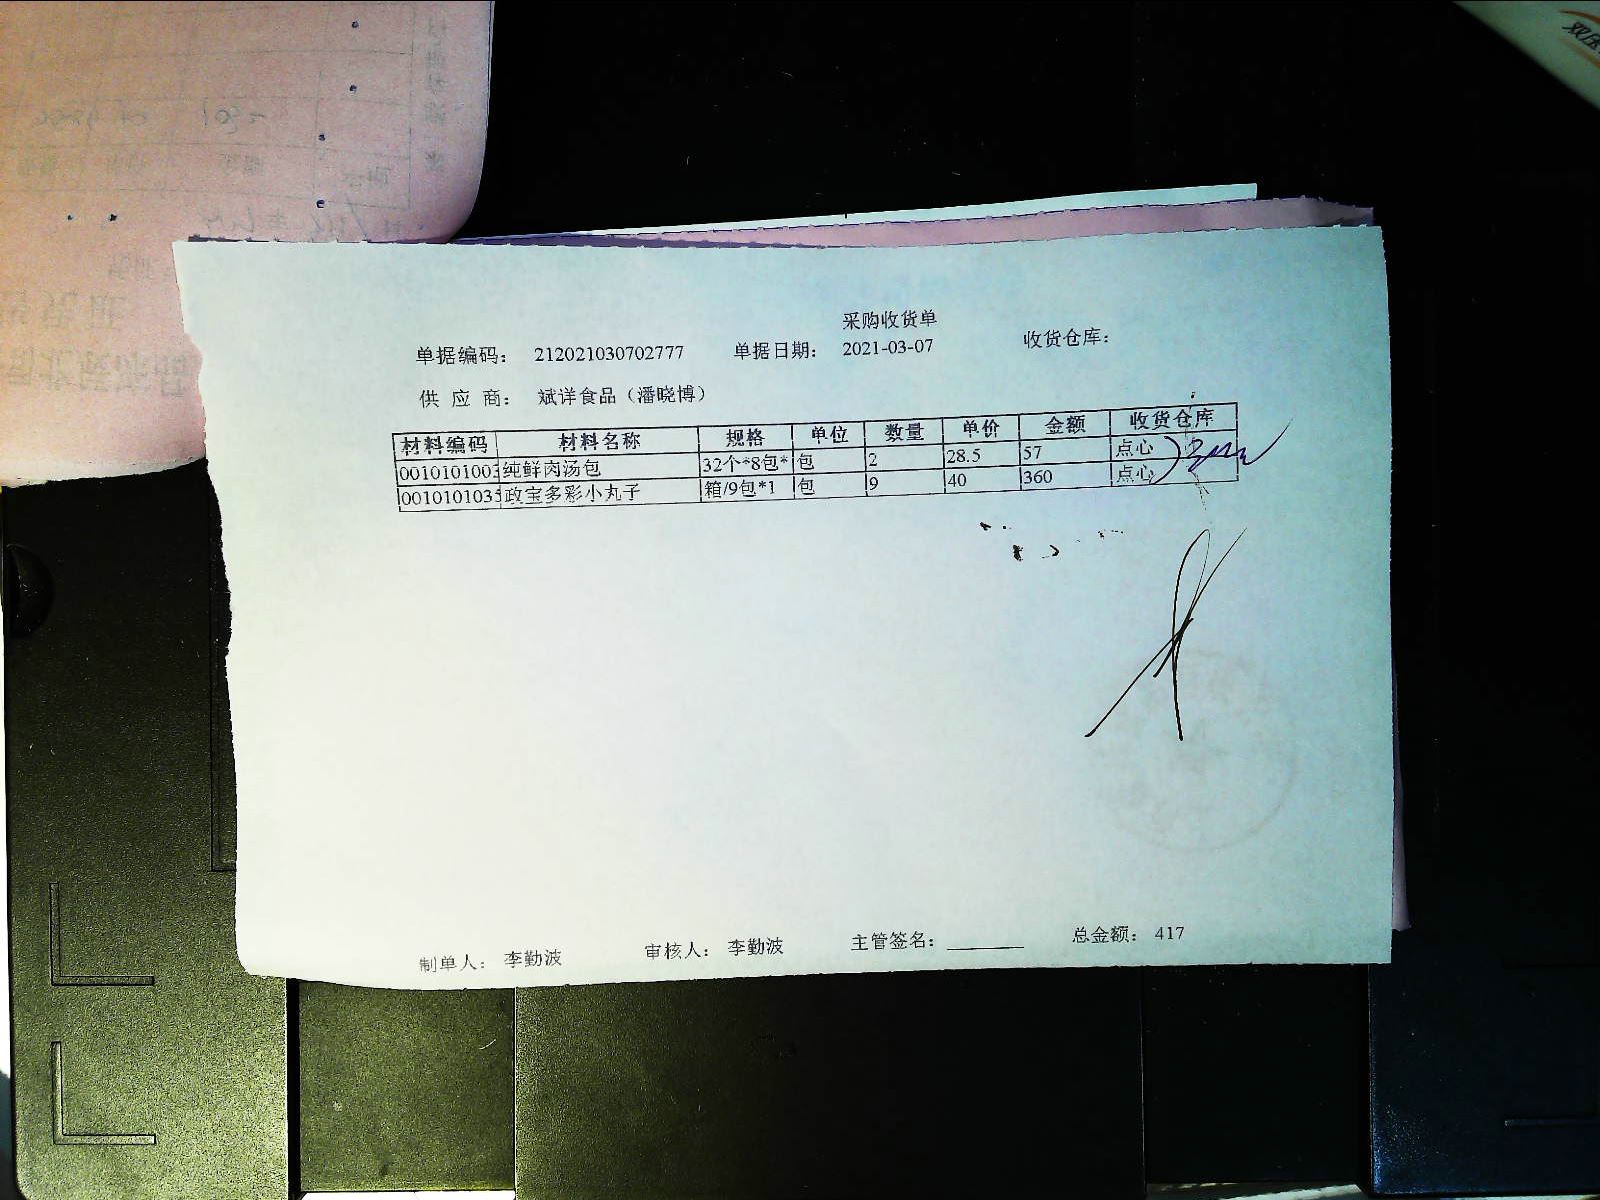 采购收货单
单据编码： 212021030702777 单据日期： 2021-03-07 收货仓库：
供 应 商： 斌洋食品（潘晓博）
材料编码 材料名称 规格 单位 数量 单价 金额 收货仓库
0010101003 纯鲜肉汤包 32个*8包* 包 2 28.5 57 点心
0010101035 政宝多彩小丸子 箱/9包*1 包 9 40 360 点心
制单人： 李勤波 审核人： 李勤波 主管签名： 总金额： 417